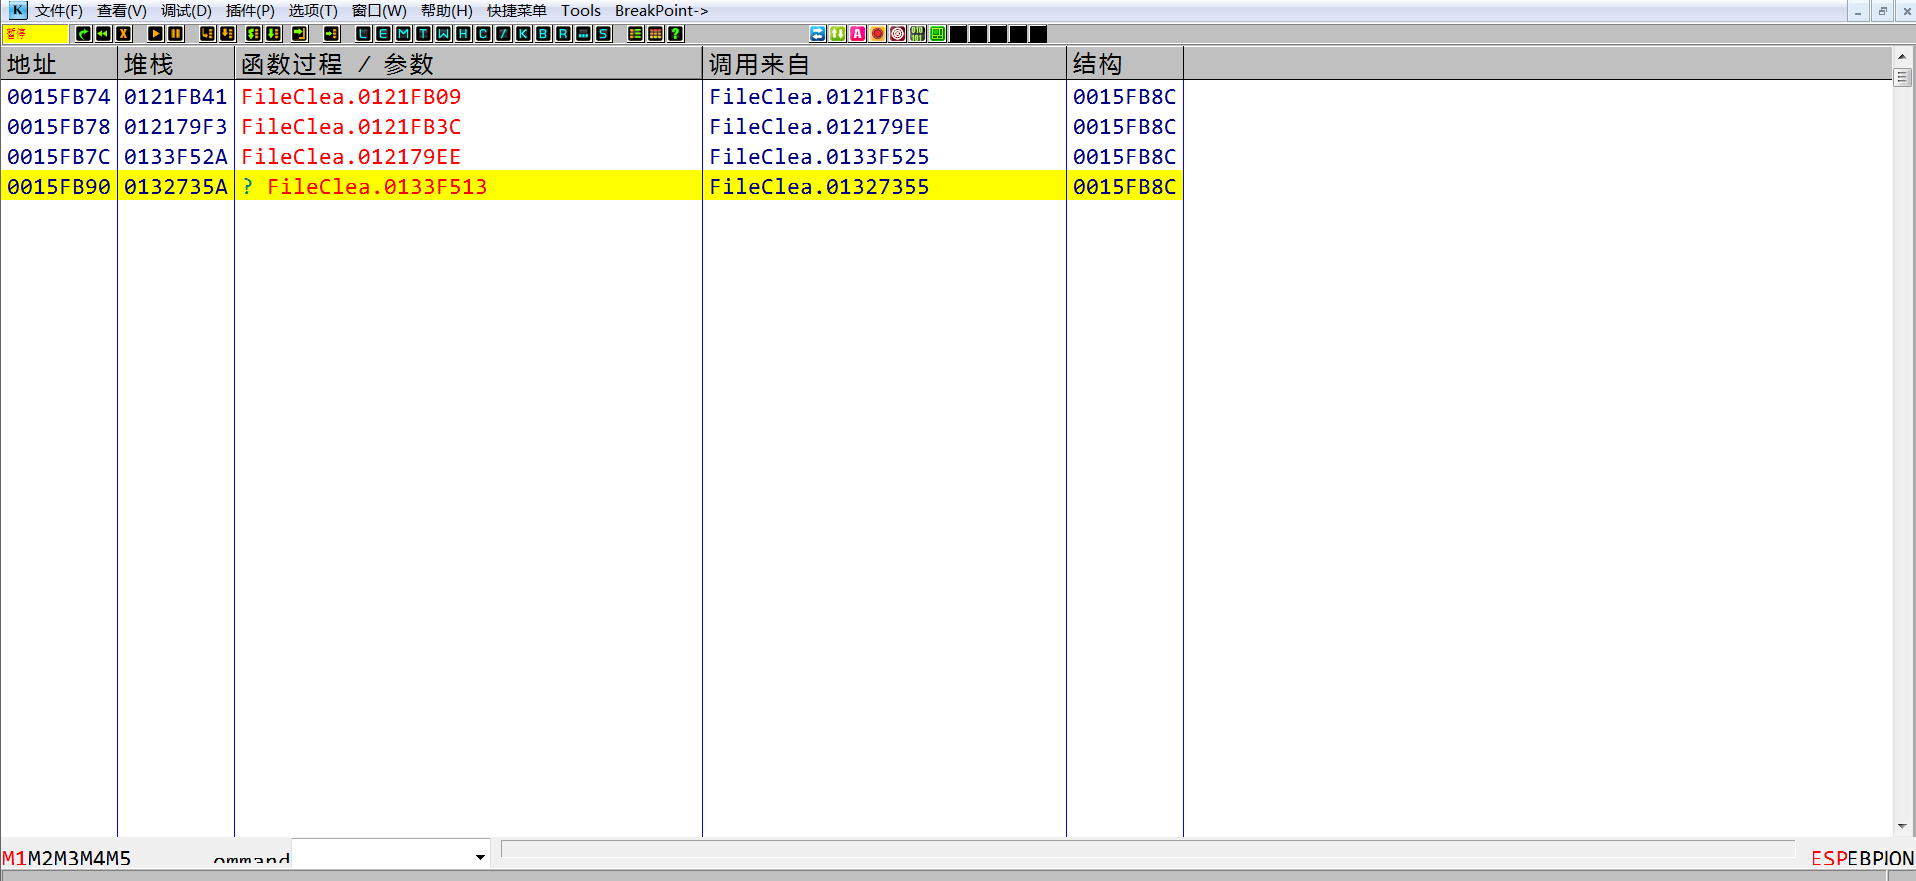 K 文件(F) 查看(V) 调试(D) 插件(P) 选项(T) 窗口(W) 帮助(H) 快捷菜单 Tools BreakPoint->
暂停 L E M T W H C / K B R ... S ? A
地址 堆栈 函数过程 / 参数 调用来自 结构
0015FB74 0121FB41 FileClea.0121FB09 FileClea.0121FB3C 0015FB8C
0015FB78 012179F3 FileClea.0121FB3C FileClea.012179EE 0015FB8C
0015FB7C 0133F52A FileClea.012179EE FileClea.0133F525 0015FB8C
0015FB90 0132735A ? FileClea.0133F513 FileClea.01327355 0015FB8C
M1M2M3M4M5 ommand ESPEBPION